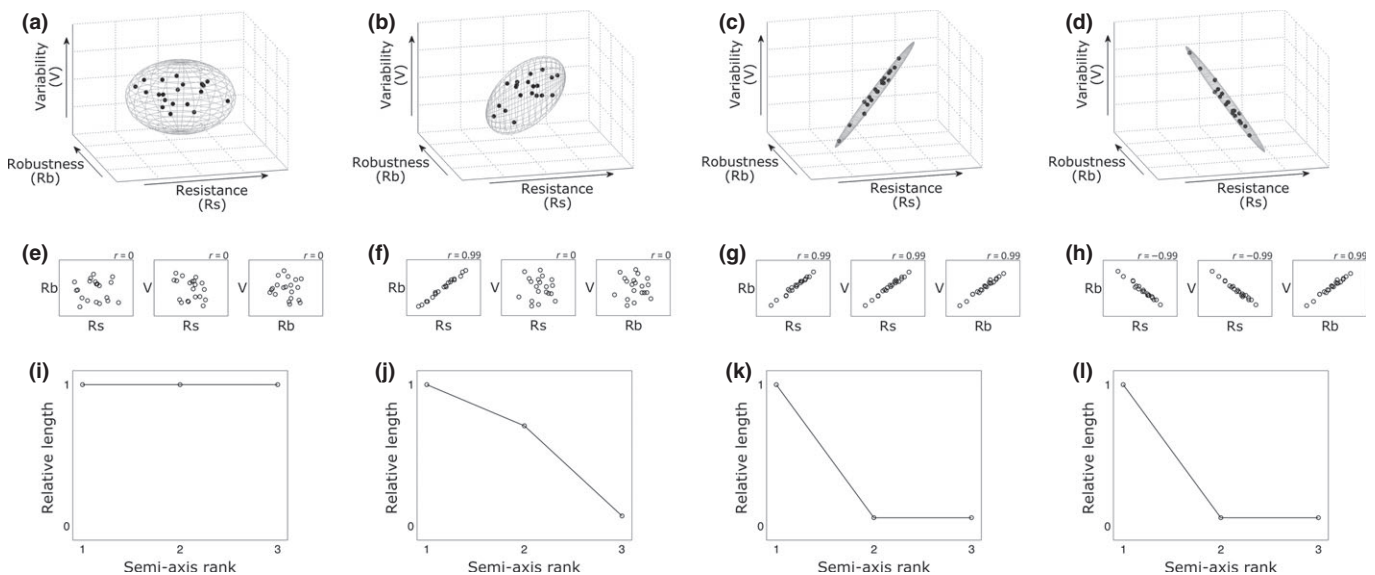 (a)
Variability
(V)
Robustness
(Rb)
Resistance
(Rs)
(b)
Variability
(V)
Robustness
(Rb)
Resistance
(Rs)
(c)
Variability
(V)
Robustness
(Rb)
Resistance
(Rs)
(d)
Variability
(V)
Robustness
(Rb)
Resistance
(Rs)
(e)
r = 0
r = 0
r = 0
Rb
V
V
Rs
Rs
Rb
(f)
r = 0.99
r = 0
r = 0
Rb
V
V
Rs
Rs
Rb
(g)
r = 0.99
r = 0.99
r = 0.99
Rb
V
V
Rs
Rs
Rb
(h)
r = −0.99
r = −0.99
r = 0.99
Rb
V
V
Rs
Rs
Rb
(i)
1
0
Relative length
1 2 3
Semi-axis rank
(j)
1
0
Relative length
1 2 3
Semi-axis rank
(k)
1
0
Relative length
1 2 3
Semi-axis rank
(l)
1
0
Relative length
1 2 3
Semi-axis rank